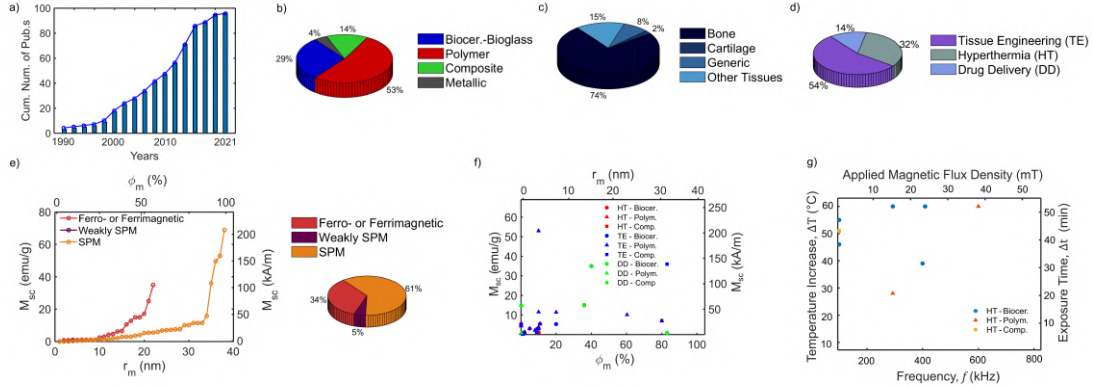 a)
Cum. Num. of Pub.s
100
80
60
40
20
0
1990
2000
2010
2021
Years
b)
4%
14%
29%
53%
Biocer.-Bioglass
Polymer
Composite
Metallic
c)
15%
8%
2%
74%
Bone
Cartilage
Generic
Other Tissues
d)
14%
32%
54%
Tissue Engineering (TE)
Hyperthermia (HT)
Drug Delivery (DD)
e)
ϕm (%)
0
50
100
Ferro- or Ferrimagnetic
Weakly SPM
SPM
Msc (emu/g)
80
60
40
20
0
Msc (kA/m)
200
150
100
50
0
0
10
20
30
40
rm (nm)
Ferro- or Ferrimagnetic
Weakly SPM
SPM
34%
61%
5%
f)
rm (nm)
0
10
20
30
40
HT - Biocer.
HT - Polym.
HT - Comp.
TE - Biocer.
TE - Polym.
TE - Comp.
DD - Biocer.
DD - Polym.
DD - Comp
Msc (emu/g)
60
50
40
30
20
10
0
Msc (kA/m)
250
200
150
100
50
0
0
20
40
60
80
100
ϕm (%)
g)
Applied Magnetic Flux Density (mT)
10
20
30
40
50
Temperature Increase, ΔT (°C)
60
50
40
30
20
10
0
Exposure Time, Δt (min)
50
40
30
20
10
HT - Biocer.
HT - Polym.
HT - Comp.
200
400
600
800
Frequency, f (kHz)